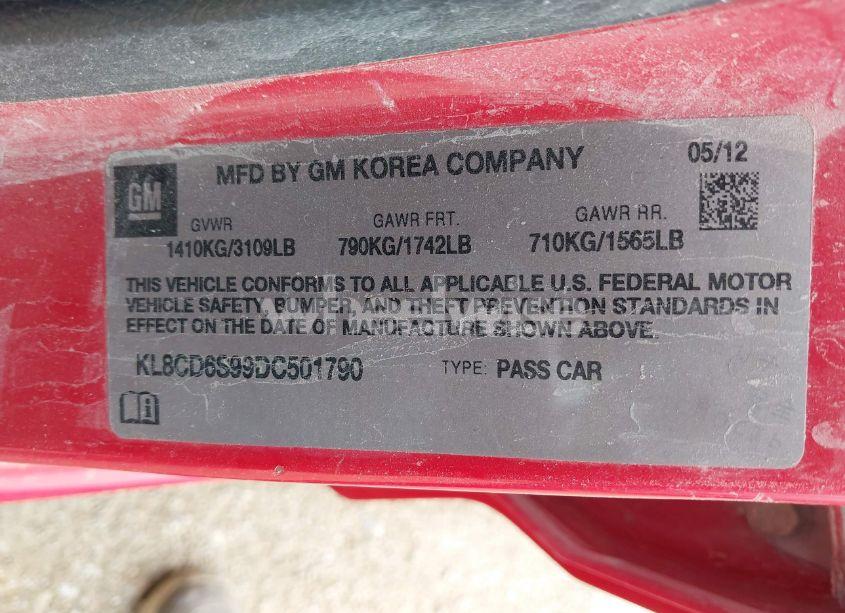 MFD BY GM KOREA COMPANY 05/12
GM
GVWR GAWR FRT. GAWR RR.
1410KG/3109LB 790KG/1742LB 710KG/1565LB
THIS VEHICLE CONFORMS TO ALL APPLICABLE U.S. FEDERAL MOTOR
VEHICLE SAFETY, BUMPER, AND THEFT PREVENTION STANDARDS IN
EFFECT ON THE DATE OF MANUFACTURE SHOWN ABOVE.
KL8CD6S99DC501790 TYPE: PASS CAR